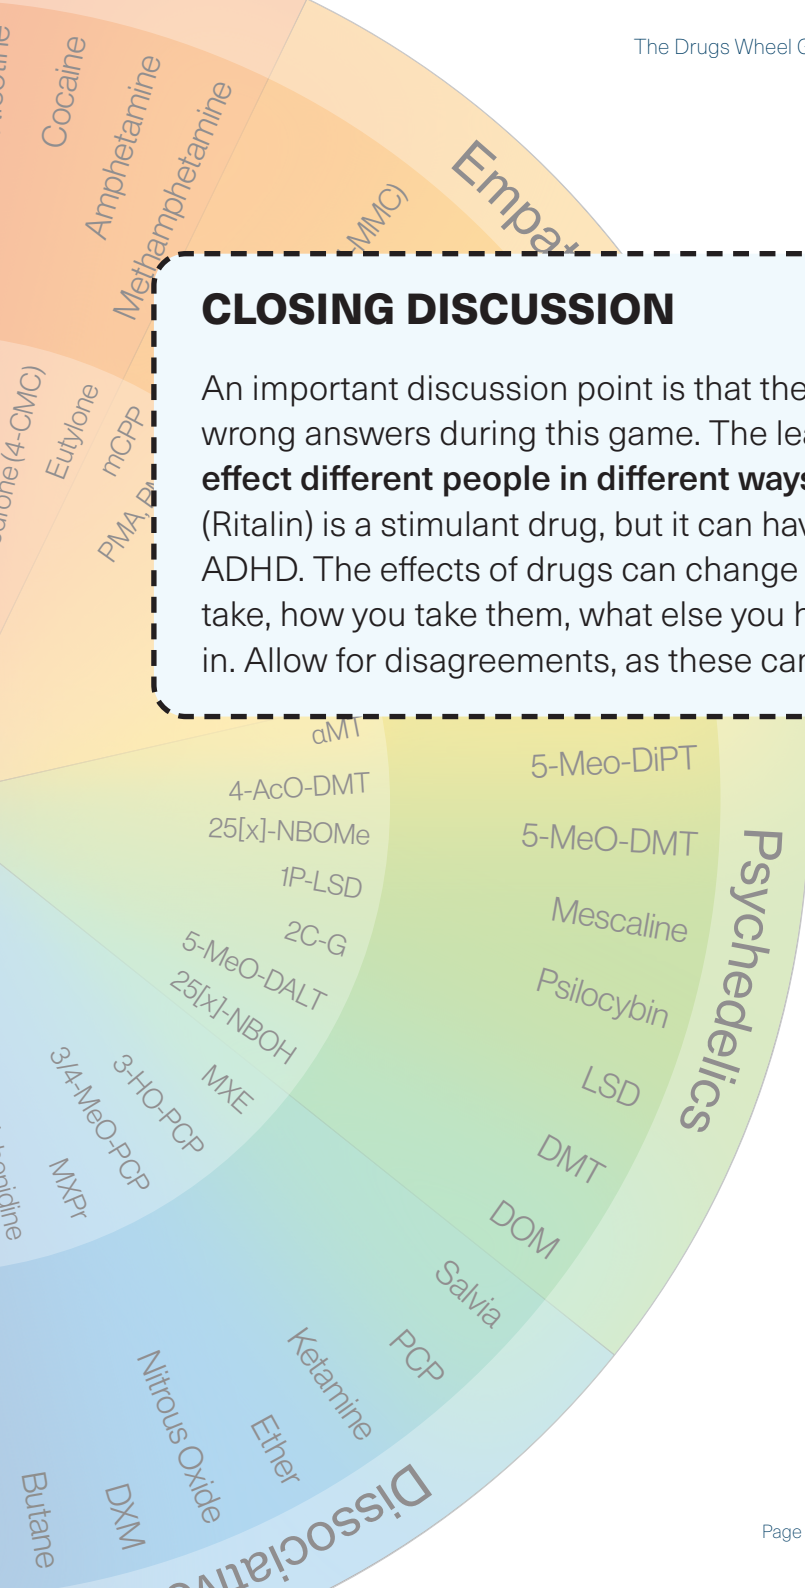 The Drugs Wheel
Cocaine
Amphetamine
Methamphetamine
-MMC)
(4-CMC)
Eutylone
mCPP
PMA,
CLOSING DISCUSSION
An important discussion point is that the
wrong answers during this game. The
effect different people in different ways
(Ritalin) is a stimulant drug, but it can
ADHD. The effects of drugs can change
take, how you take them, what else you
in. Allow for disagreements, as these
αMT
4-AcO-DMT
25[x]-NBOMe
1P-LSD
2C-G
5-MeO-DALT
25[x]-NBOH
5-Meo-DiPT
5-MeO-DMT
Mescaline
Psilocybin
LSD
DMT
DOM
Psychedelics
MXE
3-HO-PCP
3/4-MeO-PCP
MXPr
Salvia
PCP
Ketamine
Ether
Nitrous Oxide
DXM
Butane
Dissociative
Page